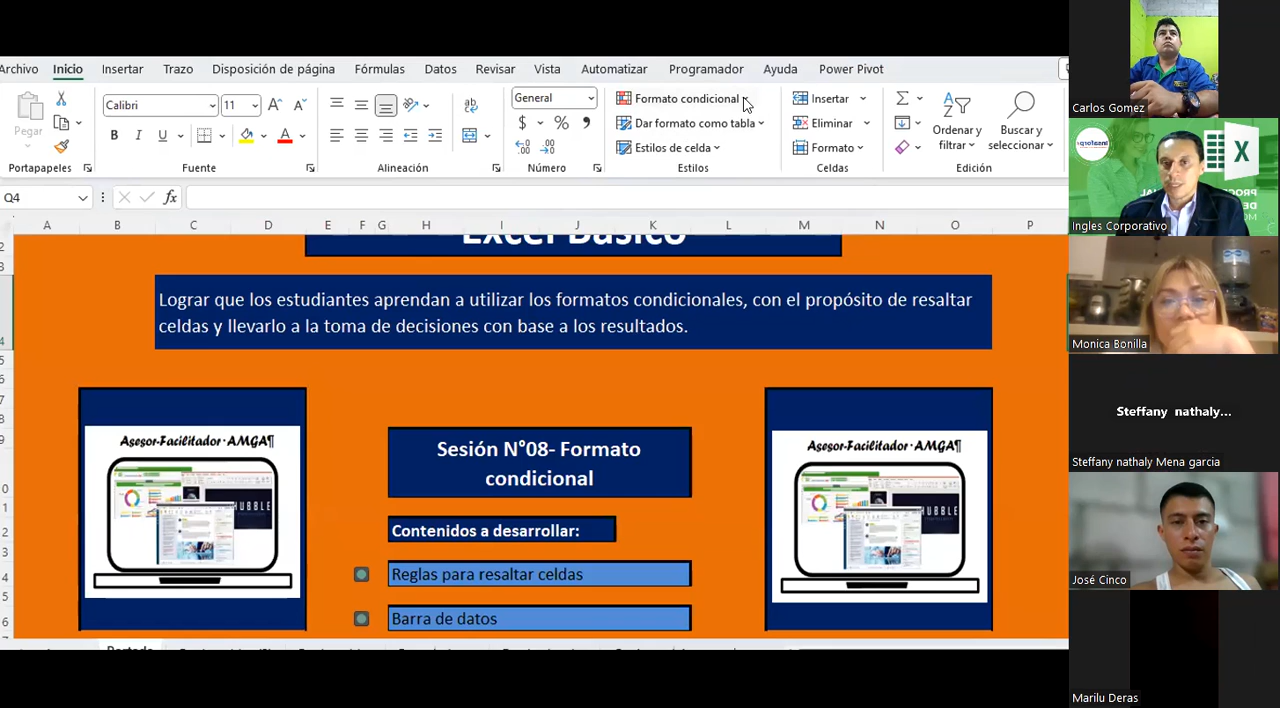 Archivo Inicio Insertar Trazo Disposición de página Fórmulas Datos Revisar Vista Automatizar Programador Ayuda Power Pivot
Pegar
Calibri 11
General
Formato condicional
Dar formato como tabla
Estilos de celda
Insertar
Eliminar
Formato
Ordenar y filtrar
Buscar y seleccionar
Portapapeles Fuente Alineación Número Estilos Celdas Edición
Q4
A B C D E F G H I J K L M N O P
Excel Básico
Lograr que los estudiantes aprendan a utilizar los formatos condicionales, con el propósito de resaltar
celdas y llevarlo a la toma de decisiones con base a los resultados.
Asesor-Facilitador·AMGA¶
HUBBLE
Sesión N°08- Formato
condicional
Contenidos a desarrollar:
Reglas para resaltar celdas
Barra de datos
Asesor-Facilitador·AMGA¶
HUBBLE
Carlos Gomez
Ingles Corporativo
Monica Bonilla
Steffany nathaly...
Steffany nathaly Mena garcia
José Cinco
Marilu Deras